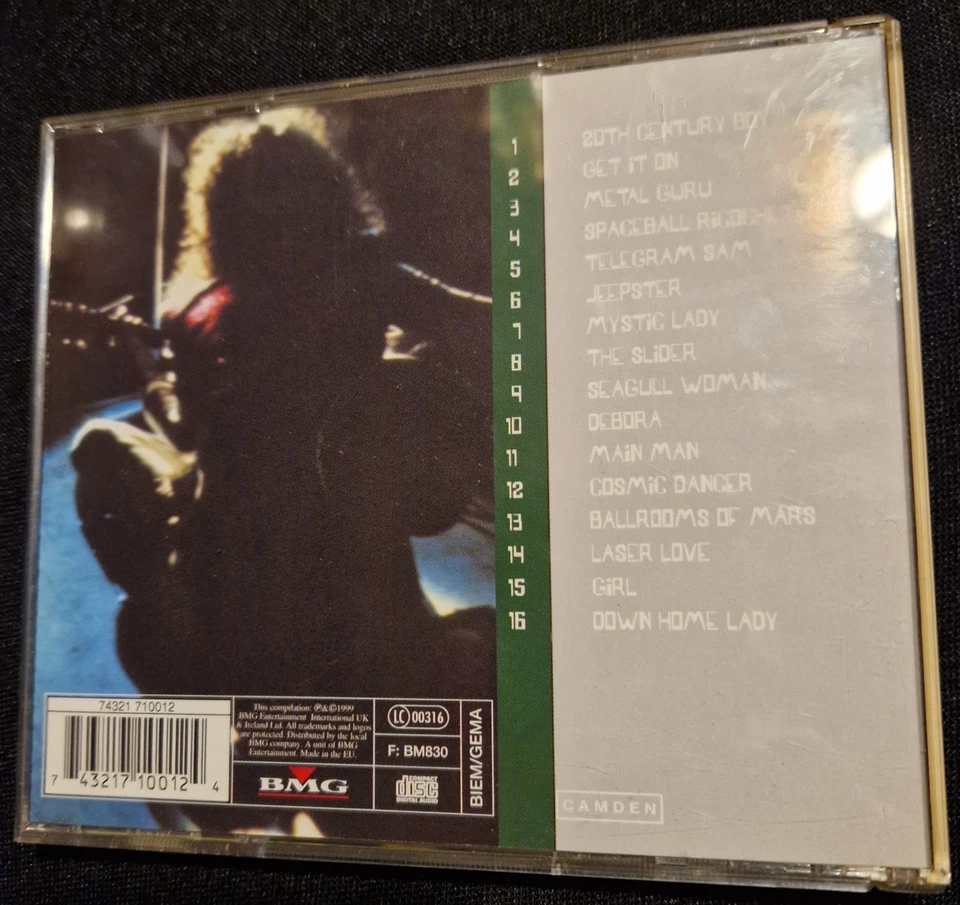 1 20TH CENTURY BOY
2 GET iT ON
3 METAL GURU
4 SPACEBALL RiCOCHET
5 TELEGRAM SAM
6 JEEPSTER
7 MYSTiC LADY
8 THE SLiDER
9 SEAGULL WOMAN
10 DEBORA
11 MAiN MAN
12 COSMiC DANCER
13 BALLROOMS OF MARS
14 LASER LOVE
15 GiRL
16 DOWN HOME LADY
74321 710012
7 43217 10012 4
This compilation: ℗&©1999
BMG Entertainment International UK
& Ireland Ltd. All trademarks and logos
are protected. Distributed by the local
BMG company. A unit of BMG
Entertainment. Made in the EU.
BMG
LC 00316
F: BM830
COMPACT
disc
DIGITAL AUDIO
BIEM/GEMA
CAMDEN